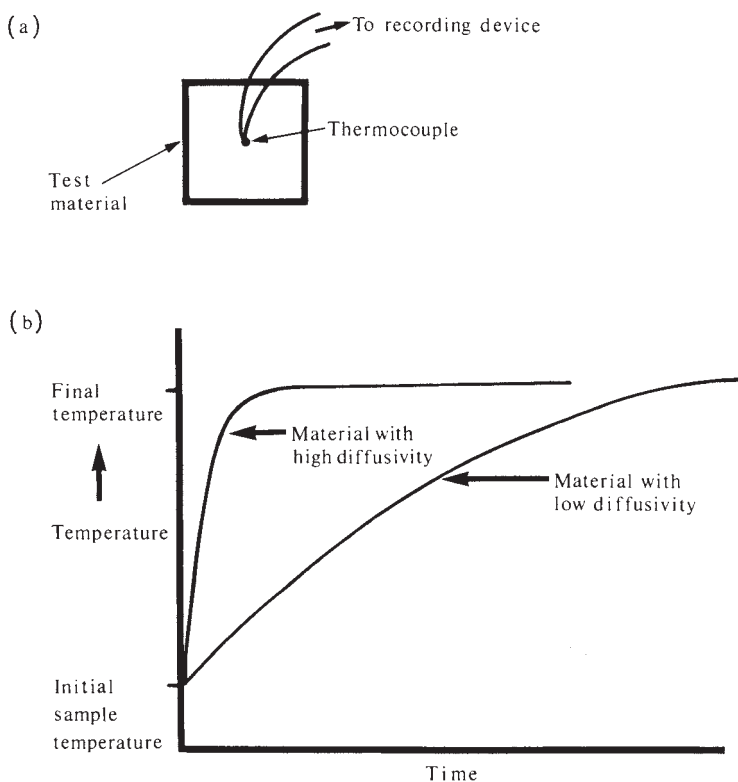 (a)
To recording device
Thermocouple
Test
material
(b)
Final
temperature
Material with
high diffusivity
Material with
low diffusivity
Temperature
Initial
sample
temperature
Time